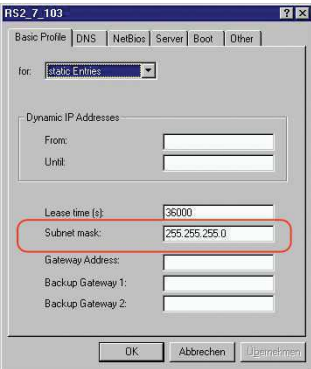 RS2_7_103
Basic Profile DNS NetBios Server Boot Other
for: static Entries
Dynamic IP Addresses
From:
Until:
Lease time (s): 36000
Subnet mask: 255.255.255.0
Gateway Address:
Backup Gateway 1:
Backup Gateway 2:
OK Abbrechen Übernehmen